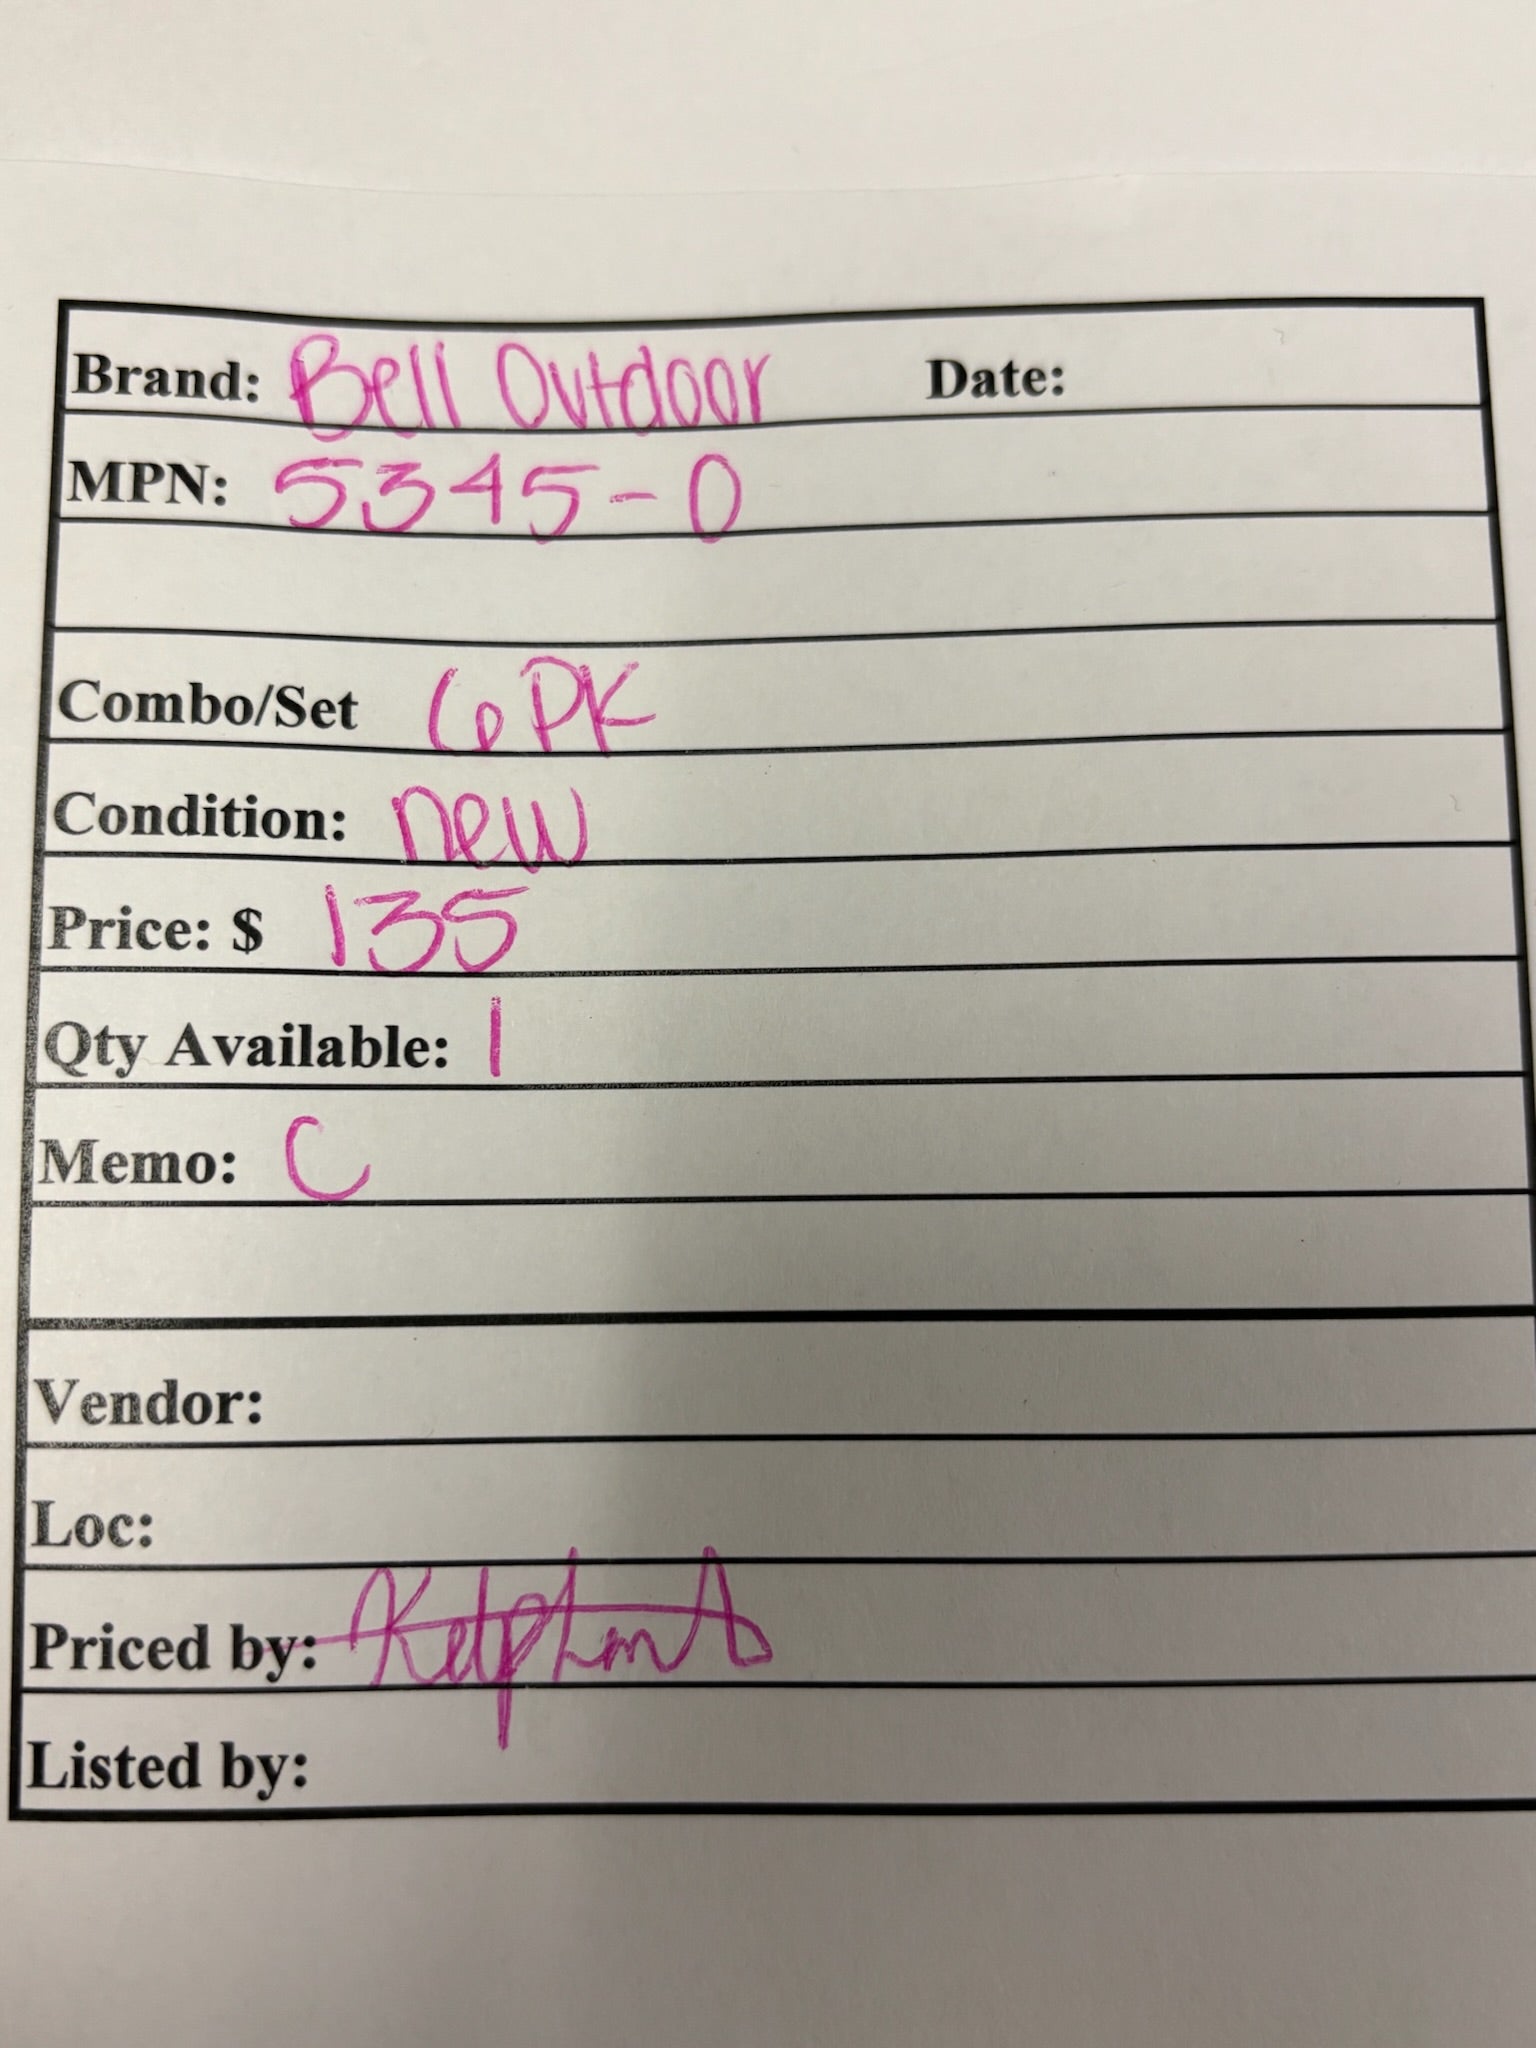 Brand: Bell Outdoor Date:
MPN: 5345-0
Combo/Set 6PK
Condition: new
Price: $ 135
Qty Available: 1
Memo: C
Vendor:
Loc:
Priced by:
Listed by: